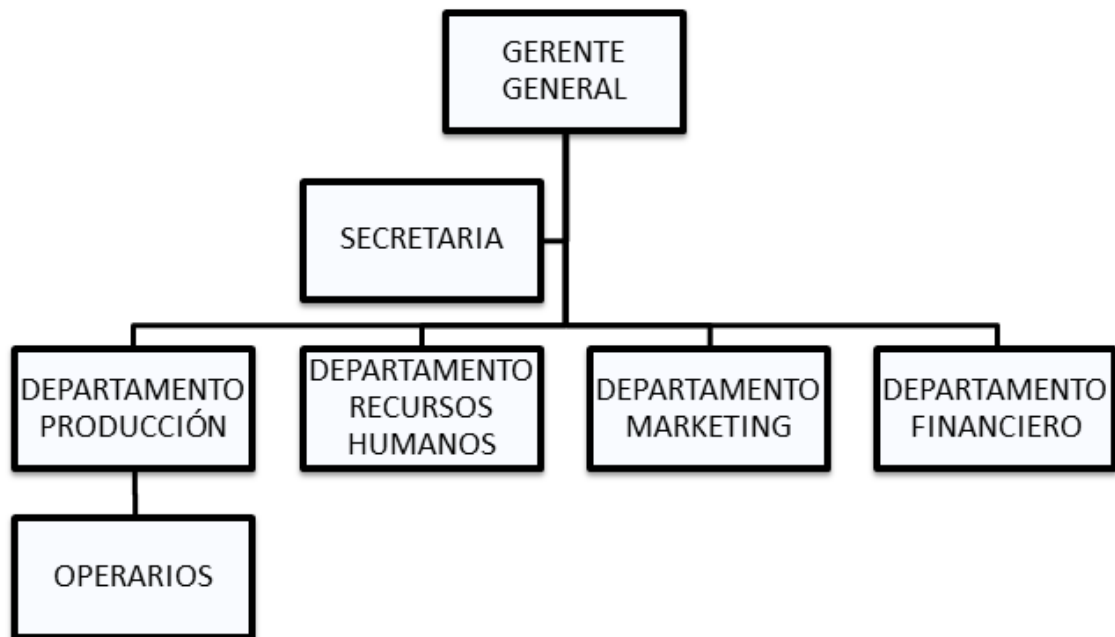 GERENTE
GENERAL
SECRETARIA
DEPARTAMENTO
PRODUCCIÓN
DEPARTAMENTO
RECURSOS
HUMANOS
DEPARTAMENTO
MARKETING
DEPARTAMENTO
FINANCIERO
OPERARIOS